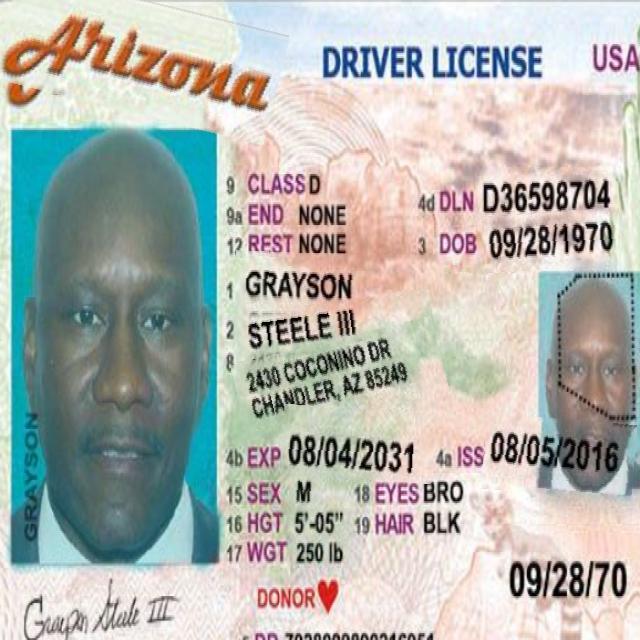 Arizona
DRIVER LICENSE USA
9 CLASS D
9a END NONE
12 REST NONE
4d DLN D36598704
3 DOB 09/28/1970
1 GRAYSON
2 STEELE III
8
2430 COCONINO DR
CHANDLER, AZ 85249
4b EXP 08/04/2031 4a ISS 08/05/2016
15 SEX M 18 EYES BRO
16 HGT 5'-05" 19 HAIR BLK
17 WGT 250 lb
GRAYSON
09/28/70
DONOR
Grayson Steele III